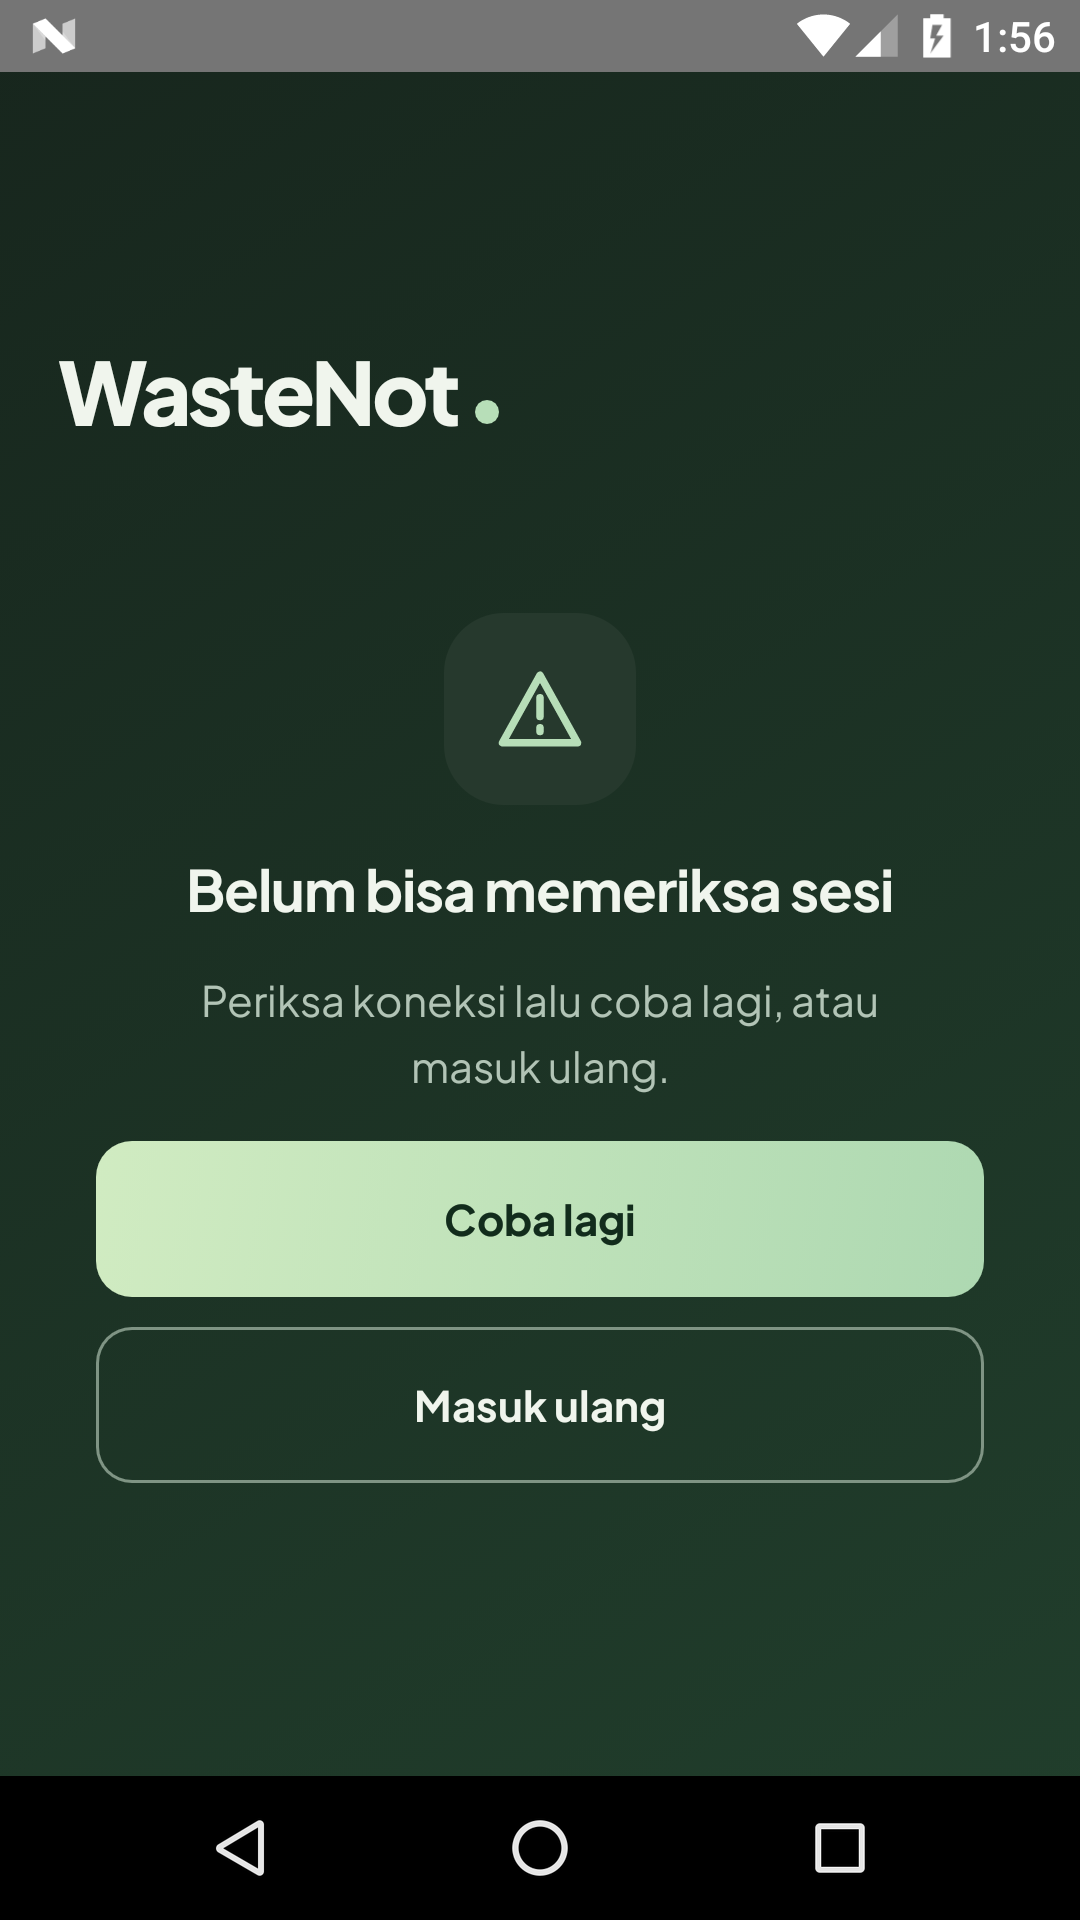 1:56
WasteNot.
Belum bisa memeriksa sesi
Periksa koneksi lalu coba lagi, atau
masuk ulang.
Coba lagi
Masuk ulang